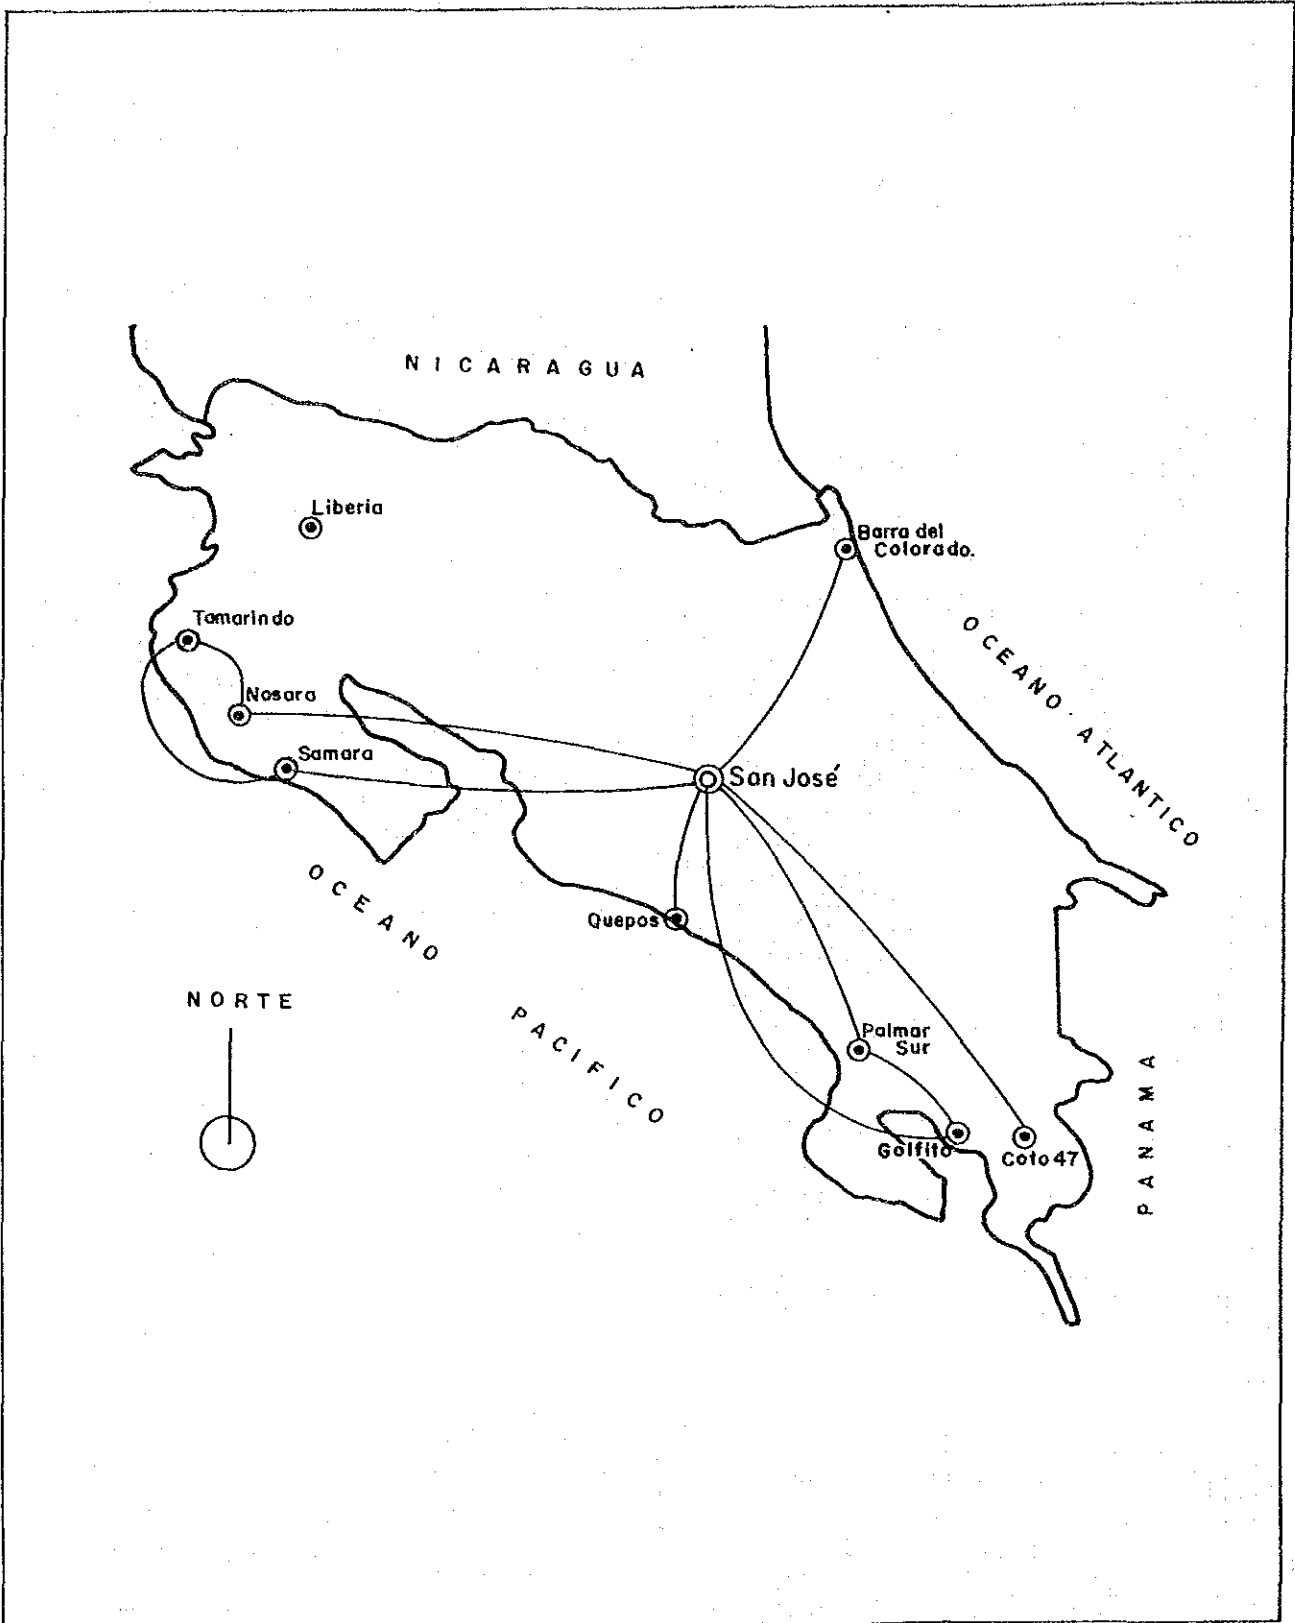 NICARAGUA
Liberia
Barra del
Colorado.
Tamarindo
OCEANO ATLANTICO
Nosara
Samara
San José
OCEANO PACIFICO
Quepos
NORTE
Palmar
Sur
PANAMA
Golfito
Coto 47